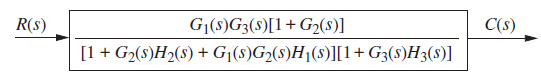 R(s)
G₁(s)G₃(s)[1 + G₂(s)]
C(s)
[1 + G₂(s)H₂(s) + G₁(s)G₂(s)H₁(s)][1 + G₃(s)H₃(s)]